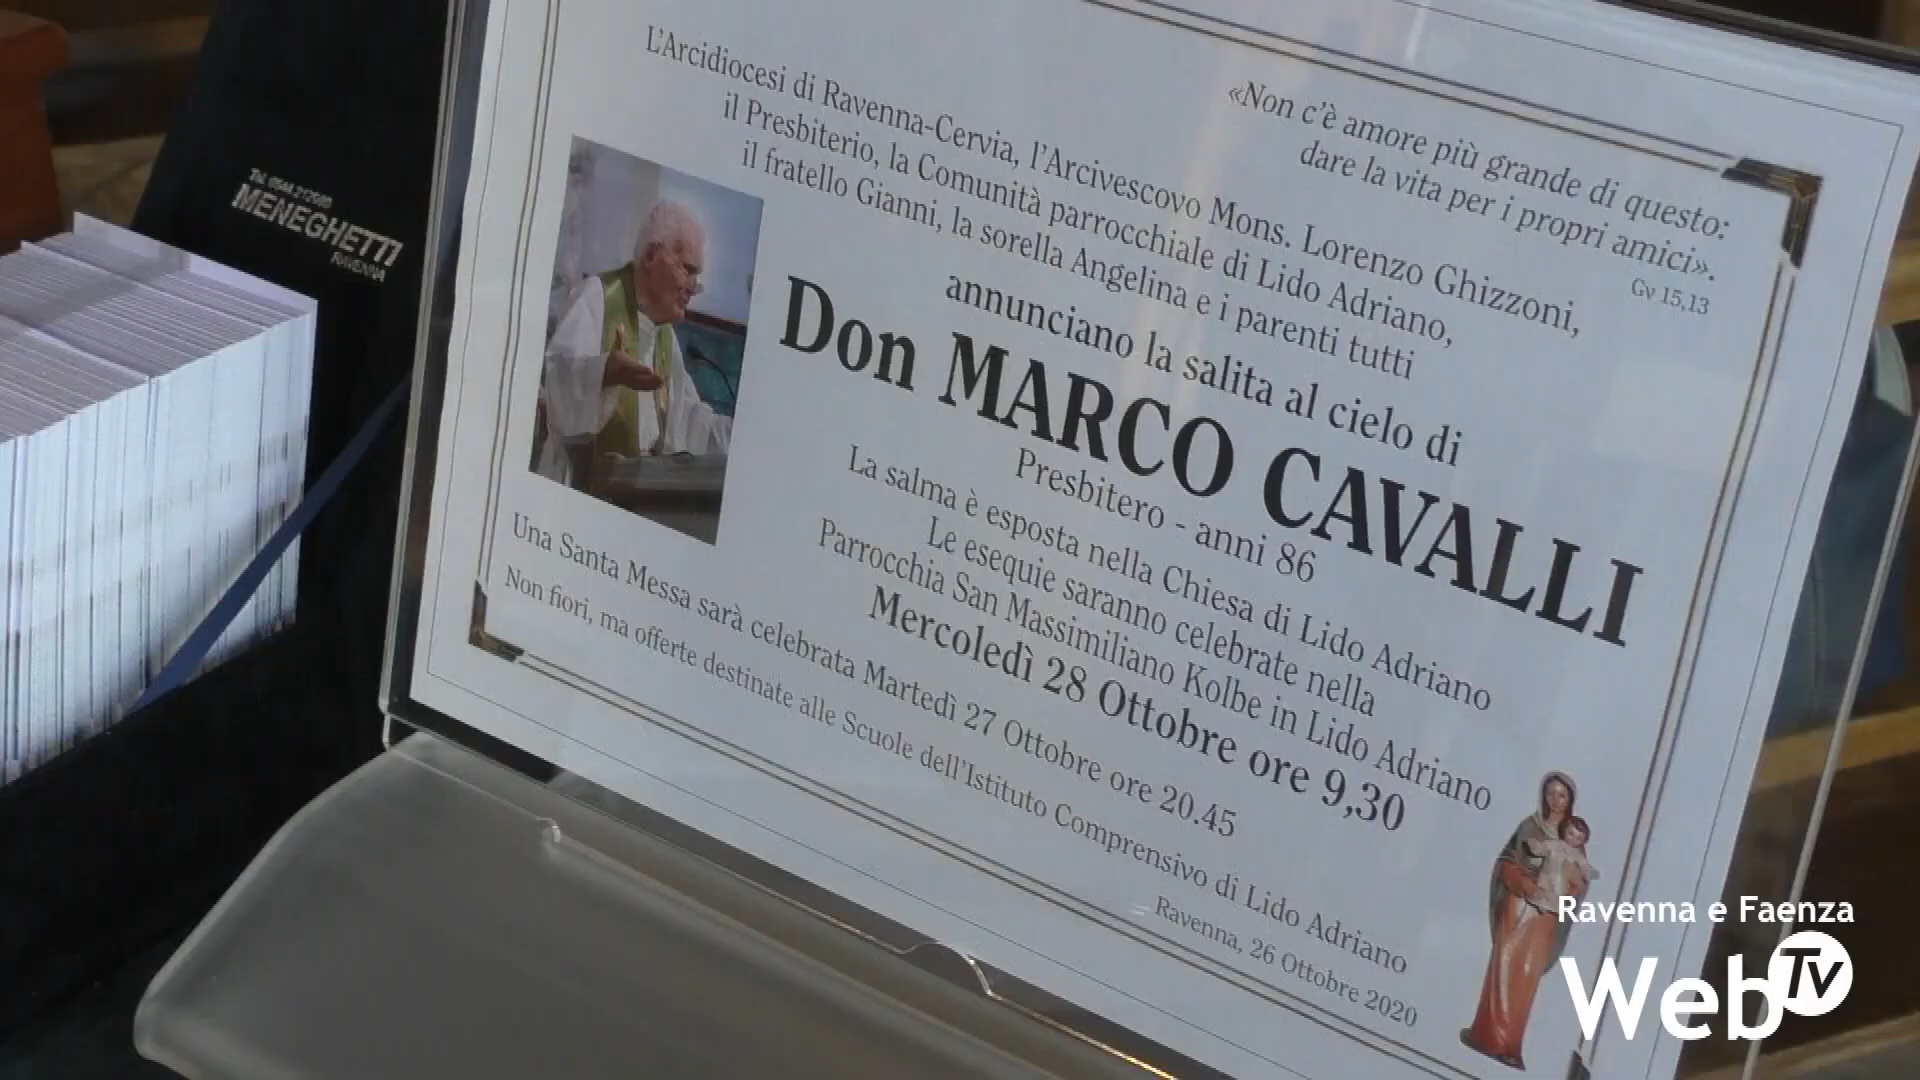 «Non c'è amore più grande di questo:
dare la vita per i propri amici».
Gv 15,13
L'Arcidiocesi di Ravenna-Cervia, l'Arcivescovo Mons. Lorenzo Ghizzoni,
il Presbiterio, la Comunità parrocchiale di Lido Adriano,
il fratello Gianni, la sorella Angelina e i parenti tutti
annunciano la salita al cielo di
Don MARCO CAVALLI
Presbitero - anni 86
La salma è esposta nella Chiesa di Lido Adriano
Le esequie saranno celebrate nella
Parrocchia San Massimiliano Kolbe in Lido Adriano
Mercoledì 28 Ottobre ore 9,30
Una Santa Messa sarà celebrata Martedì 27 Ottobre ore 20.45
Non fiori, ma offerte destinate alle Scuole dell'Istituto Comprensivo di Lido Adriano
Ravenna, 26 Ottobre 2020
MENEGHETTI
RAVENNA
Ravenna e Faenza
Web Tv